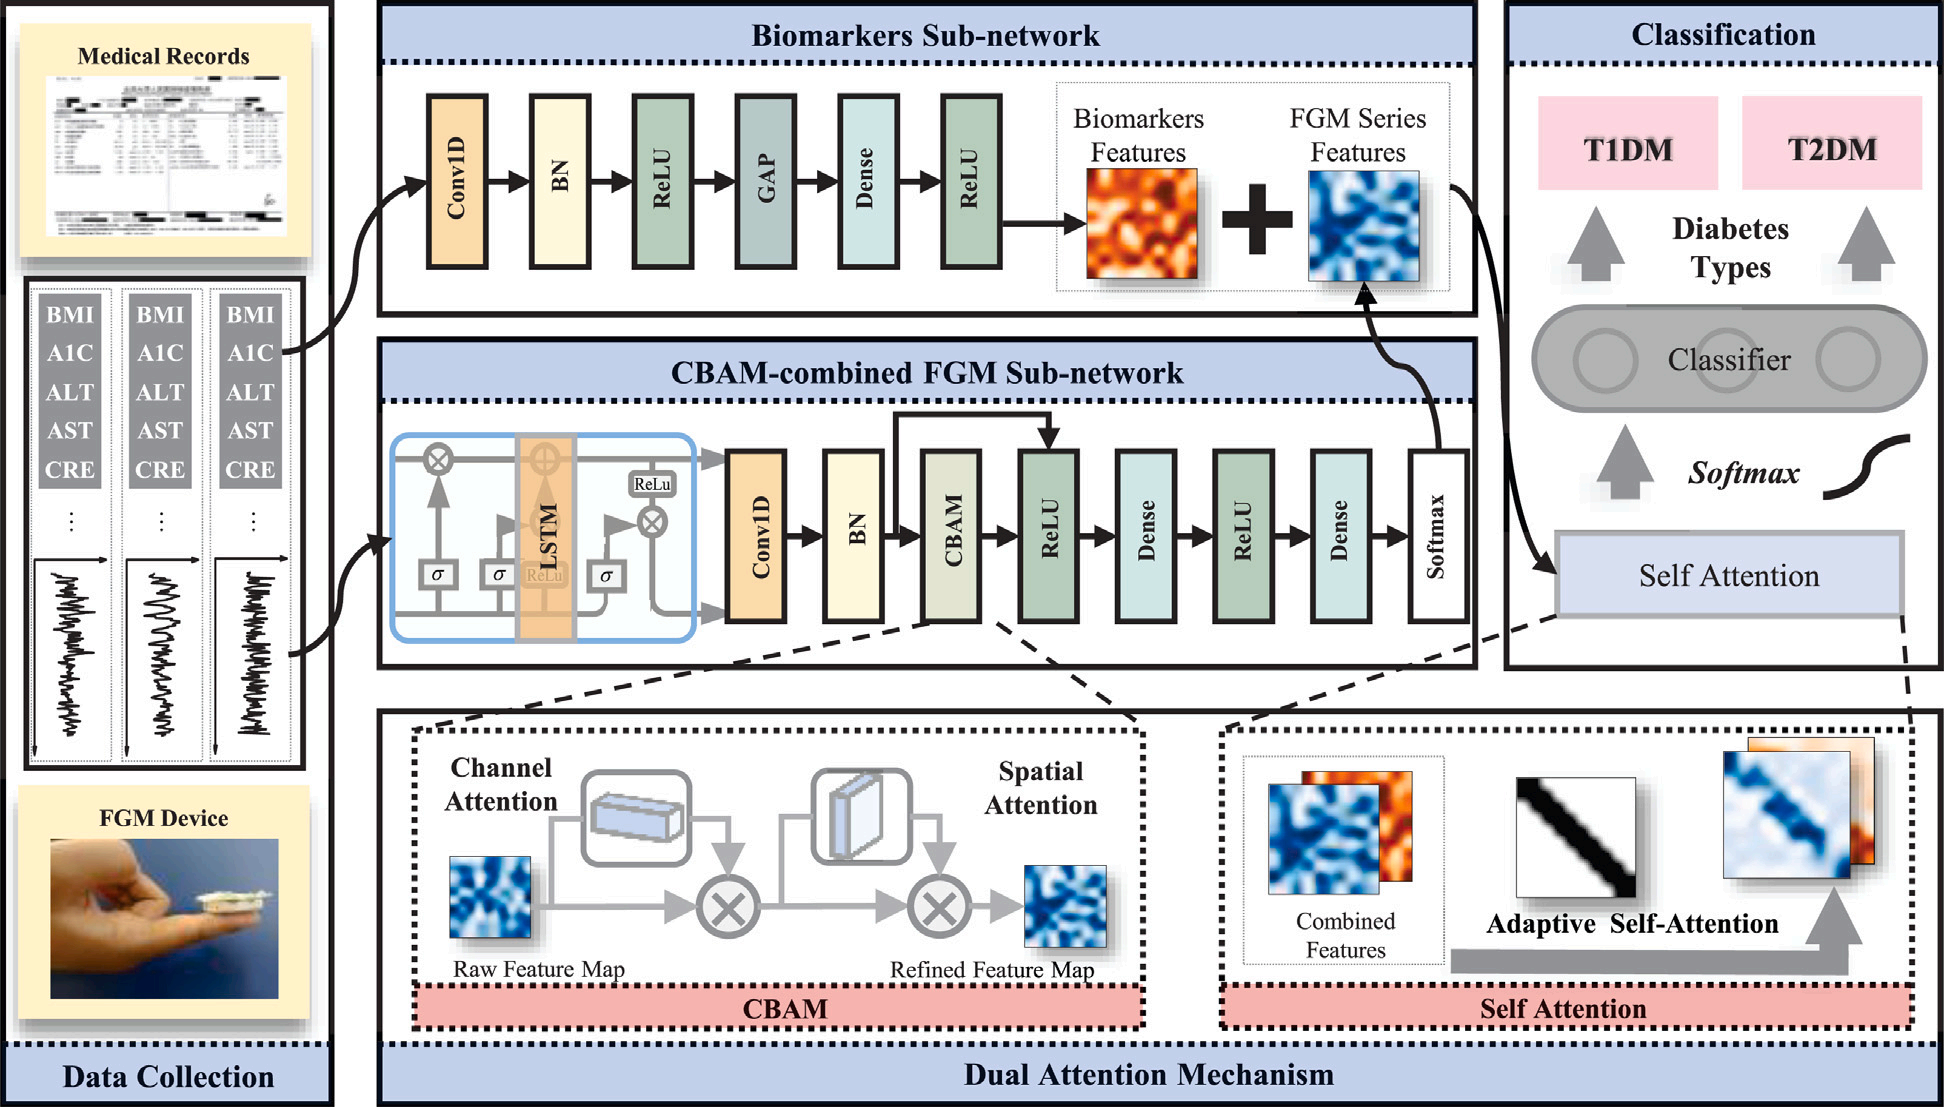 Medical Records
BMI
A1C
ALT
AST
CRE
⋮
BMI
A1C
ALT
AST
CRE
⋮
BMI
A1C
ALT
AST
CRE
⋮
FGM Device
Data Collection
Biomarkers Sub-network
Conv1D
BN
ReLU
GAP
Dense
ReLU
Biomarkers
Features
+
FGM Series
Features
CBAM-combined FGM Sub-network
σ
σ
LSTM
ReLu
σ
ReLu
Conv1D
BN
CBAM
ReLU
Dense
ReLU
Dense
Softmax
Classification
T1DM
T2DM
Diabetes
Types
Classifier
Softmax
Self Attention
Channel
Attention
Spatial
Attention
Raw Feature Map
Refined Feature Map
CBAM
Combined
Features
Adaptive Self-Attention
Self Attention
Dual Attention Mechanism